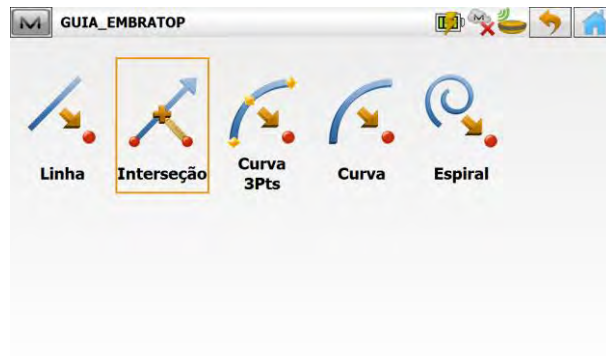 GUIA_EMBRATOP
Linha
Interseção
Curva
3Pts
Curva
Espiral